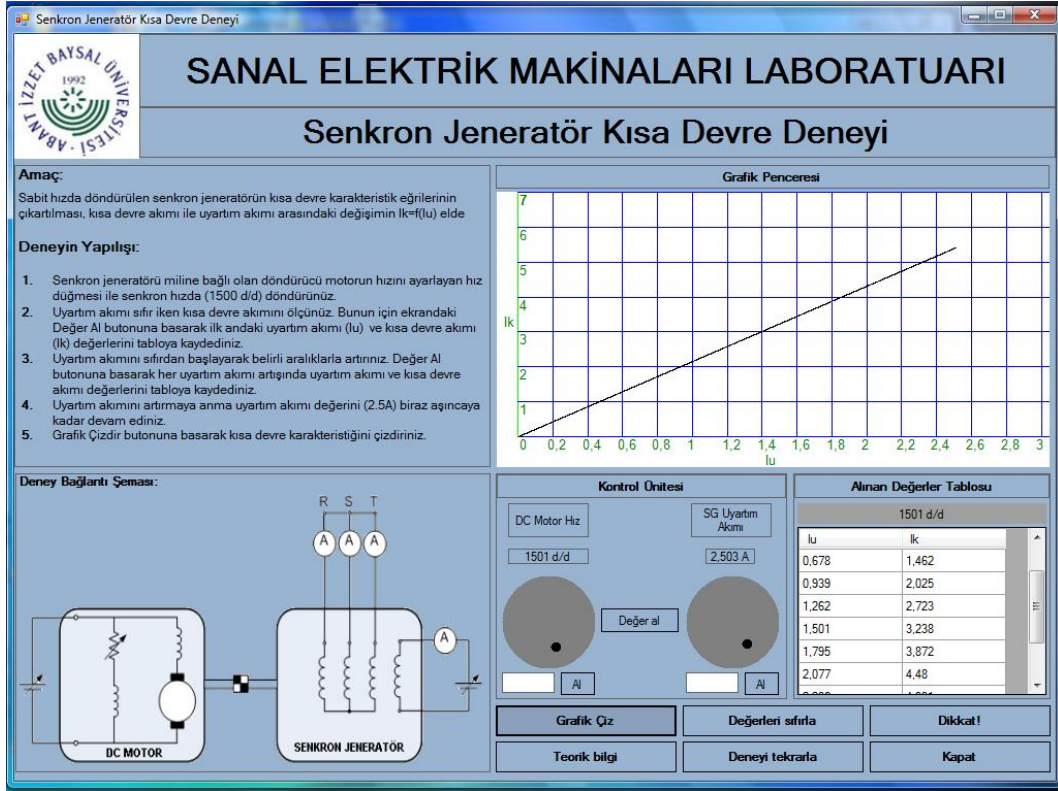 Senkron Jeneratör Kısa Devre Deneyi
ABANT İZZET BAYSAL ÜNİVERSİTESİ
1992
SANAL ELEKTRİK MAKİNALARI LABORATUARI
Senkron Jeneratör Kısa Devre Deneyi
Amaç:
Sabit hızda döndürülen senkron jeneratörün kısa devre karakteristik eğrilerinin
çıkartılması, kısa devre akımı ile uyartım akımı arasındaki değişimin Ik=f(Iu) elde
Deneyin Yapılışı:
1. Senkron jeneratörü miline bağlı olan döndürücü motorun hızını ayarlayan hız
düğmesi ile senkron hızda (1500 d/d) döndürünüz.
2. Uyartım akımı sıfır iken kısa devre akımını ölçünüz. Bunun için ekrandaki
Değer Al butonuna basarak ilk andaki uyartım akımı (Iu) ve kısa devre akımı
(Ik) değerlerini tabloya kaydediniz.
3. Uyartım akımını sıfırdan başlayarak belirli aralıklarla artırınız. Değer Al
butonuna basarak her uyartım akımı artışında uyartım akımı ve kısa devre
akımı değerlerini tabloya kaydediniz.
4. Uyartım akımını artırmaya anma uyartım akımı değerini (2.5A) biraz aşıncaya
kadar devam ediniz.
5. Grafik Çizdir butonuna basarak kısa devre karakteristiğini çizdiriniz.
Grafik Penceresi
7
6
5
4
Ik
3
2
1
0 0,2 0,4 0,6 0,8 1 1,2 1,4 1,6 1,8 2 2,2 2,4 2,6 2,8 3
Iu
Deney Bağlantı Şeması:
R S T
A A A
A
DC MOTOR
SENKRON JENERATÖR
Kontrol Ünitesi
DC Motor Hız
SG Uyartım
Akımı
1501 d/d
2,503 A
Değer al
Al
Al
Alınan Değerler Tablosu
1501 d/d
Iu Ik
0,678 1,462
0,939 2,025
1,262 2,723
1,501 3,238
1,795 3,872
2,077 4,48
Grafik Çiz
Değerleri sıfırla
Dikkat!
Teorik bilgi
Deneyi tekrarla
Kapat